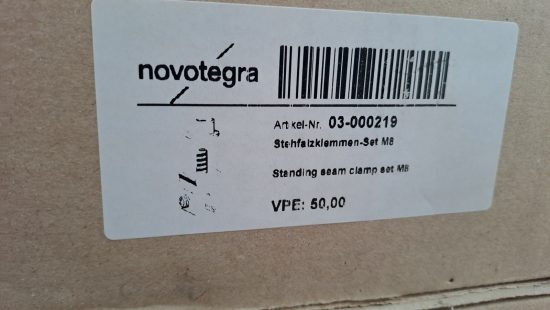 novotegra
Artikel-Nr. 03-000219
Stehfalzklemmen-Set M8
Standing seam clamp set M8
VPE: 50,00